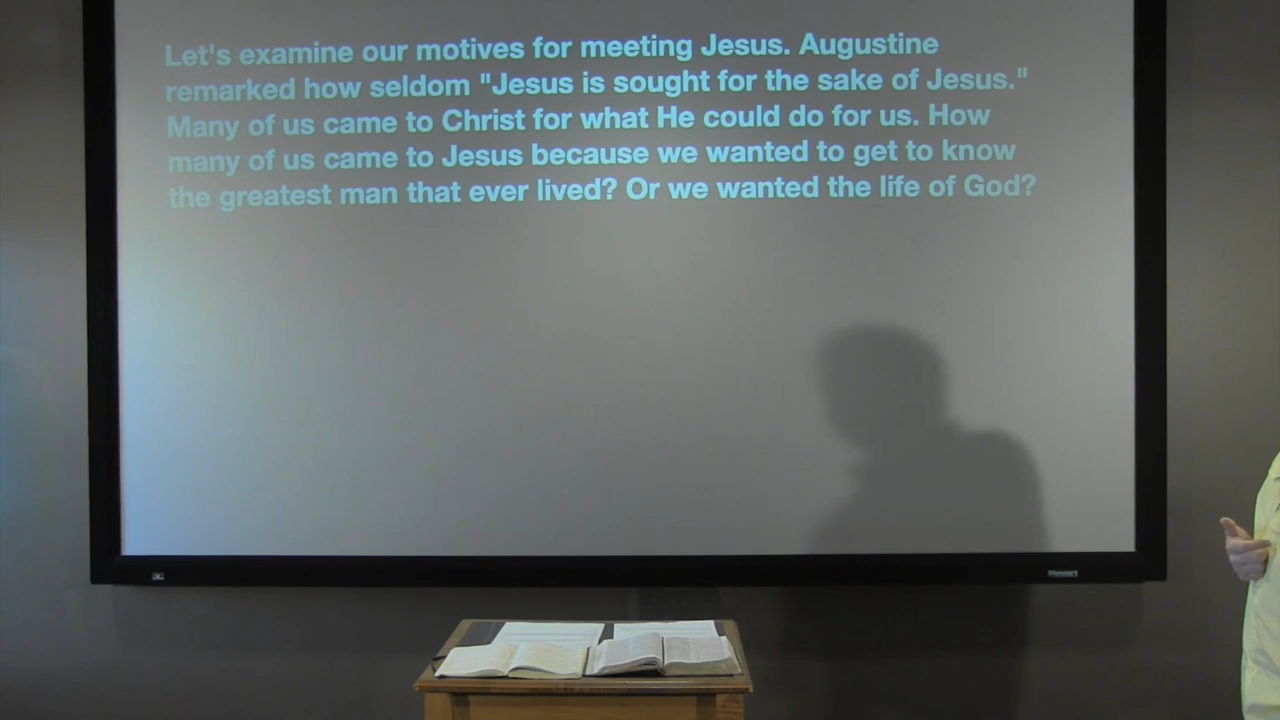 Let's examine our motives for meeting Jesus. Augustine
remarked how seldom "Jesus is sought for the sake of Jesus."
Many of us came to Christ for what He could do for us. How
many of us came to Jesus because we wanted to get to know
the greatest man that ever lived? Or we wanted the life of God?
Stewart